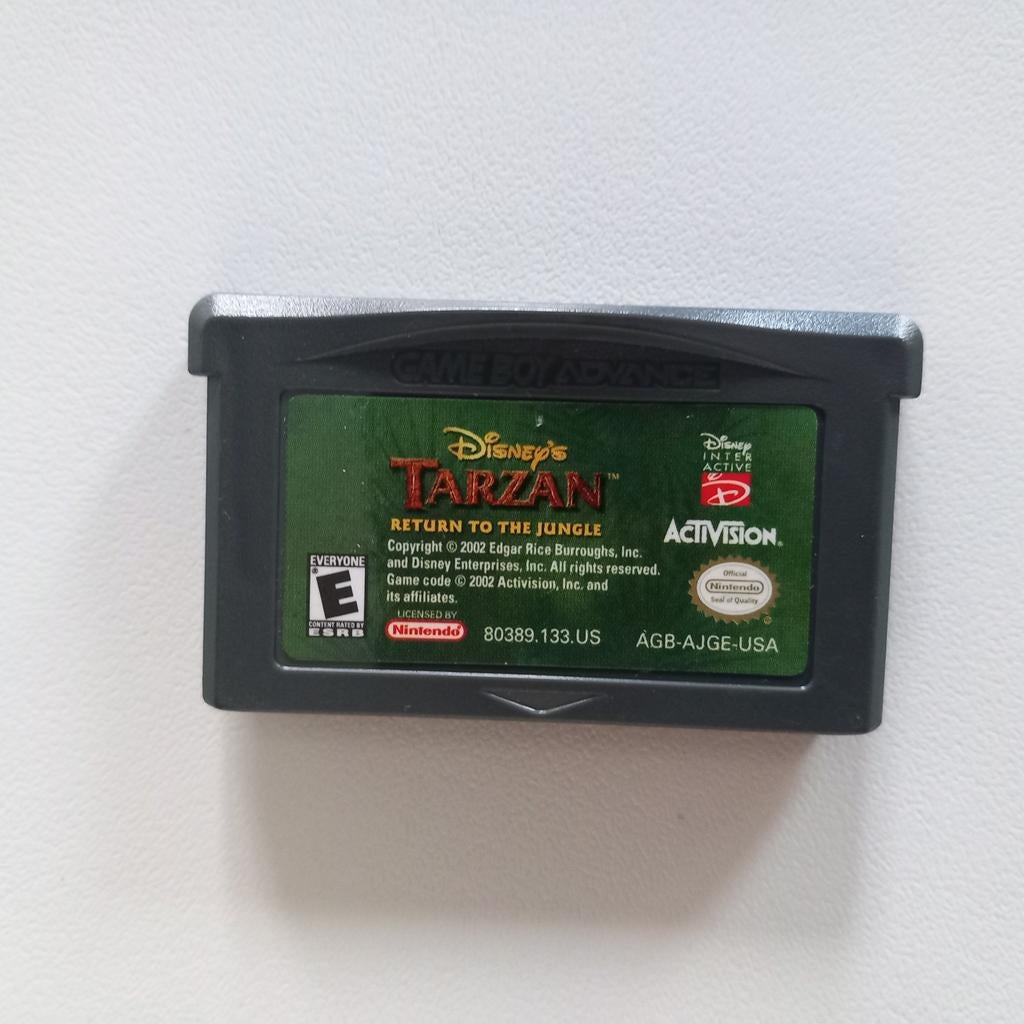 GAME BOY ADVANCE
Disney's
TARZAN™
RETURN TO THE JUNGLE
Copyright © 2002 Edgar Rice Burroughs, Inc.
and Disney Enterprises, Inc. All rights reserved.
Game code © 2002 Activision, Inc. and
its affiliates.
EVERYONE
E
CONTENT RATED BY
ESRB
LICENSED BY
Nintendo®
80389.133.US
Disney
INTER
ACTIVE
D
ACTIVISION®
Official
Nintendo
Seal of Quality
AGB-AJGE-USA